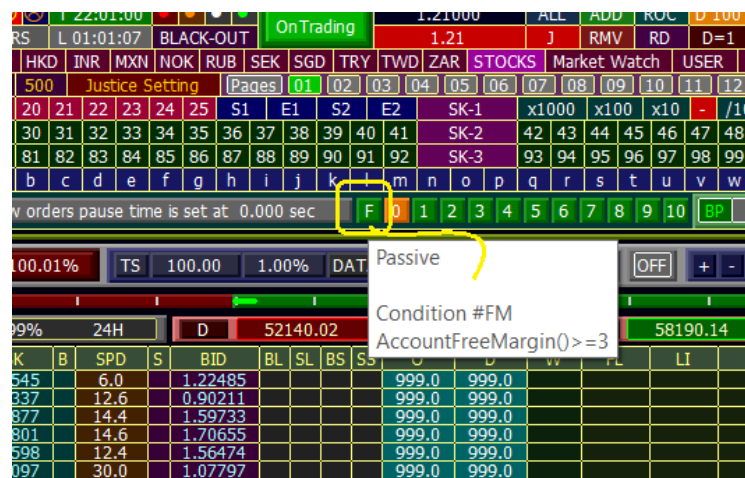 T 22:01:00 OnTrading 1.21000 ALL ADD ROC D 100
RS L 01:01:07 BLACK-OUT 1.21 J RMV RD D=1
HKD INR MXN NOK RUB SEK SGD TRY TWD ZAR STOCKS Market Watch USER
500 Justice Setting Pages 01 02 03 04 05 06 07 08 09 10 11 12
20 21 22 23 24 25 S1 E1 S2 E2 SK-1 x1000 x100 x10 - /10
30 31 32 33 34 35 36 37 38 39 40 41 SK-2 42 43 44 45 46 47 48
81 82 83 84 85 86 87 88 89 90 91 92 SK-3 93 94 95 96 97 98 99
b c d e f g h i j k l m n o p q r s t u v w
w orders pause time is set at 0.000 sec F 0 1 2 3 4 5 6 7 8 9 10 BP
Passive
100.01% TS 100.00 1.00% DAT OFF + -
Condition #FM
99% 24H D 52140.02 AccountFreeMargin()>=3 58190.14
K B SPD S BID BL SL BS SS LI
545 6.0 1.22485 999.0 999.0
337 12.6 0.90211 999.0 999.0
877 14.4 1.59733 999.0 999.0
801 14.6 1.70655 999.0 999.0
598 12.4 1.56474 999.0 999.0
097 30.0 1.07797 999.0 999.0